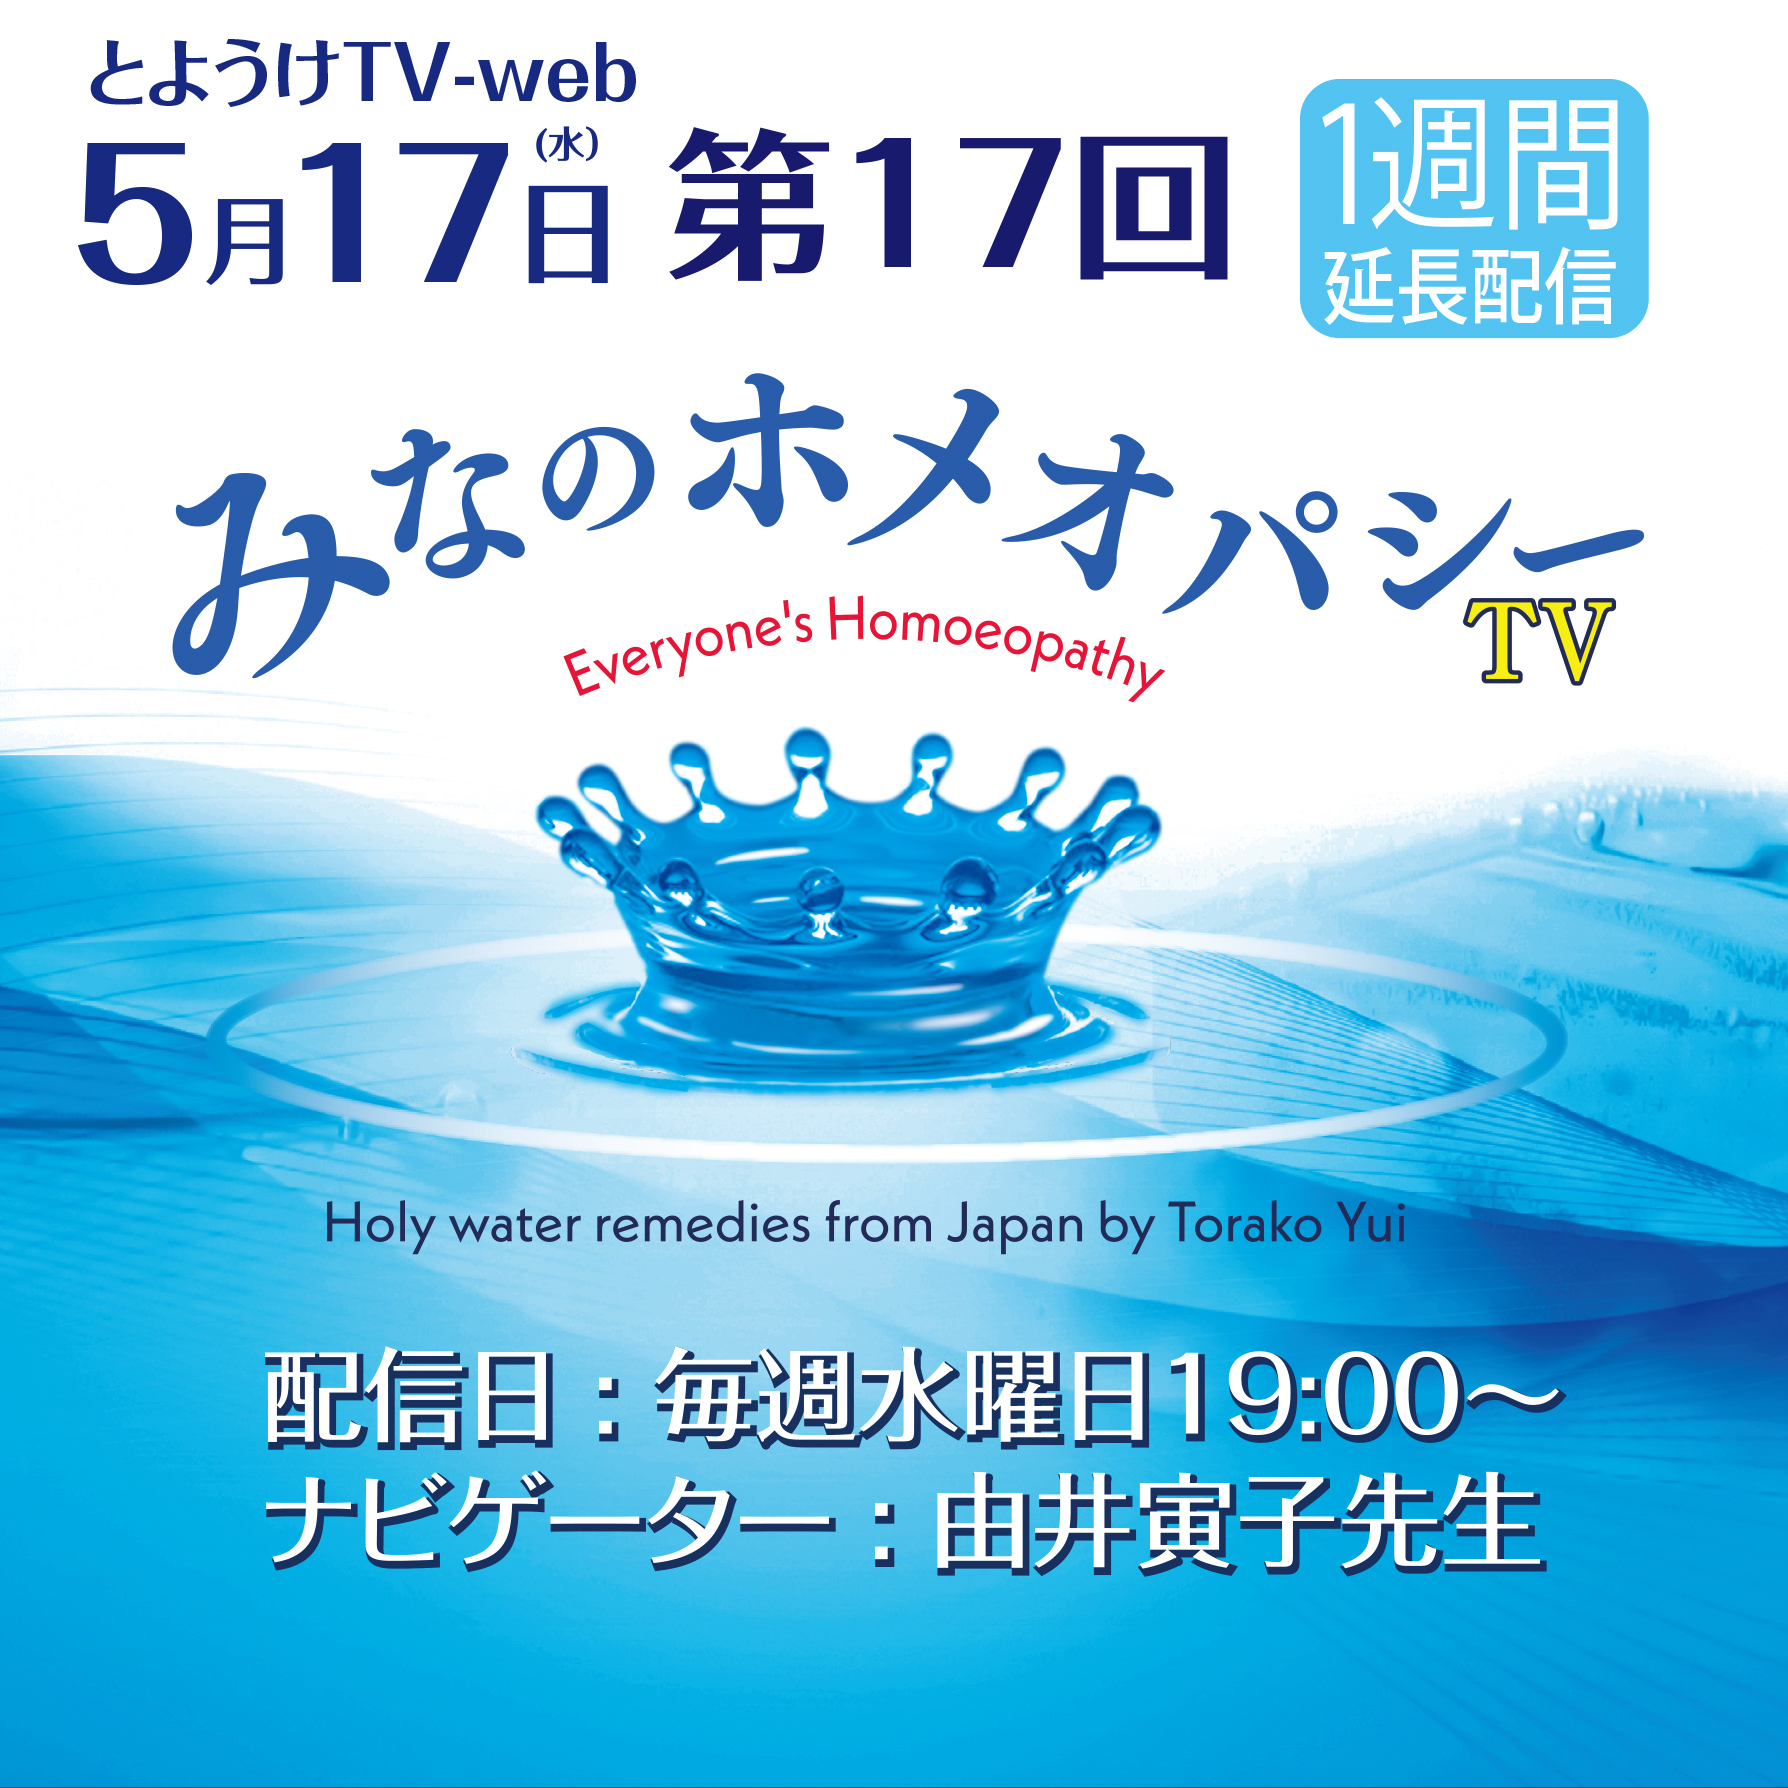 とようけTV-web
5月17日(水) 第17回
1週間
延長配信
みなのホメオパシー
TV
Everyone's Homoeopathy
Holy water remedies from Japan by Torako Yui
配信日：毎週水曜日19:00～
ナビゲーター：由井寅子先生